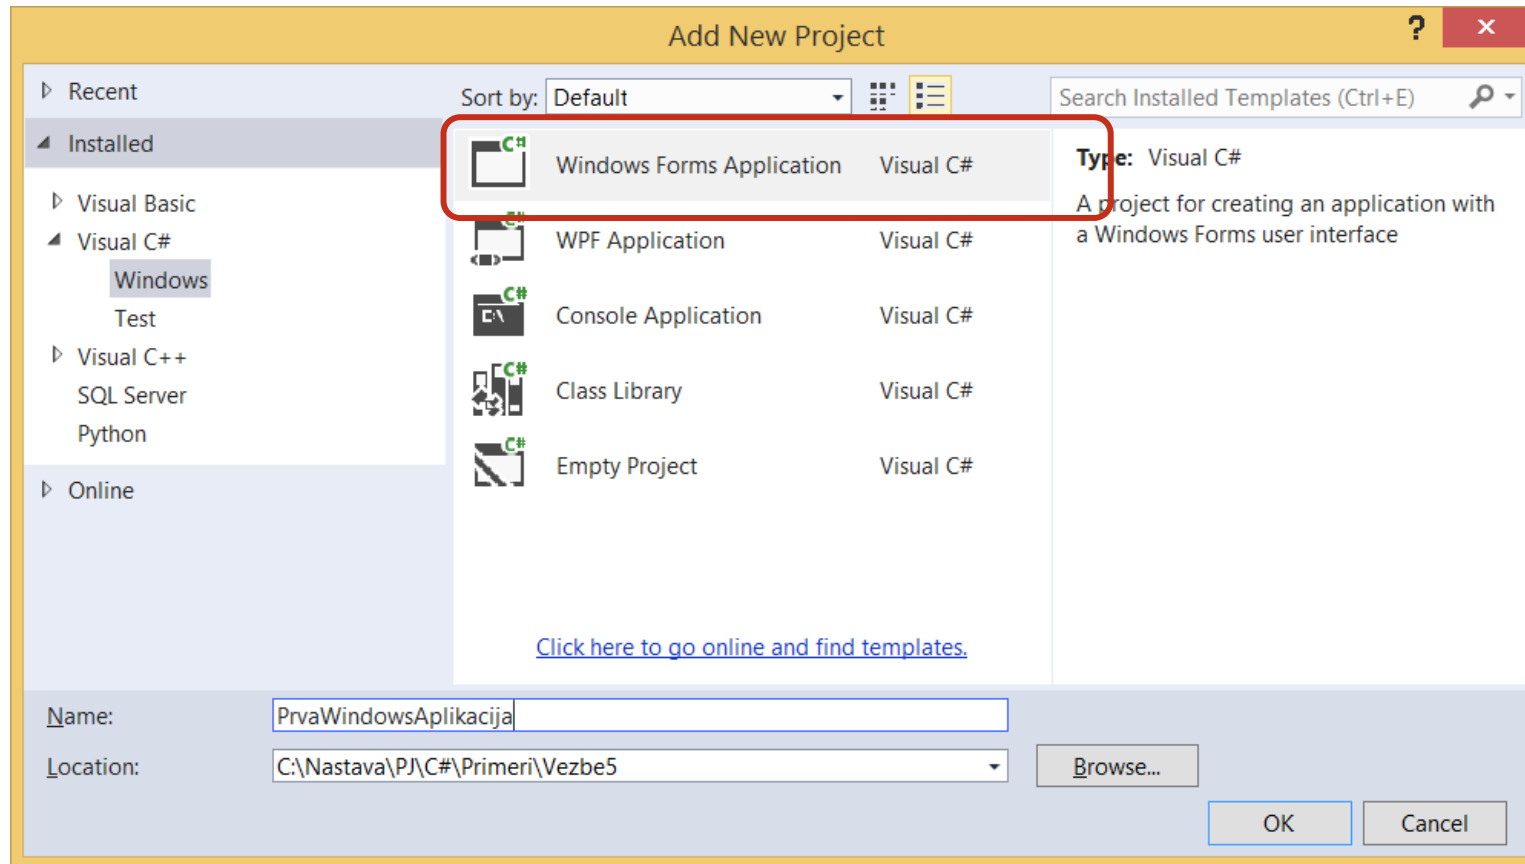 Add New Project
?
Recent
Sort by: Default
Search Installed Templates (Ctrl+E)
Installed
Visual Basic
Visual C#
Windows
Test
Visual C++
SQL Server
Python
Online
C# Windows Forms Application Visual C#
C# WPF Application Visual C#
C# C:\ Console Application Visual C#
C# Class Library Visual C#
C# Empty Project Visual C#
Click here to go online and find templates.
Type: Visual C#
A project for creating an application with
a Windows Forms user interface
Name: PrvaWindowsAplikacija
Location: C:\Nastava\PJ\C#\Primeri\Vezbe5
Browse...
OK Cancel